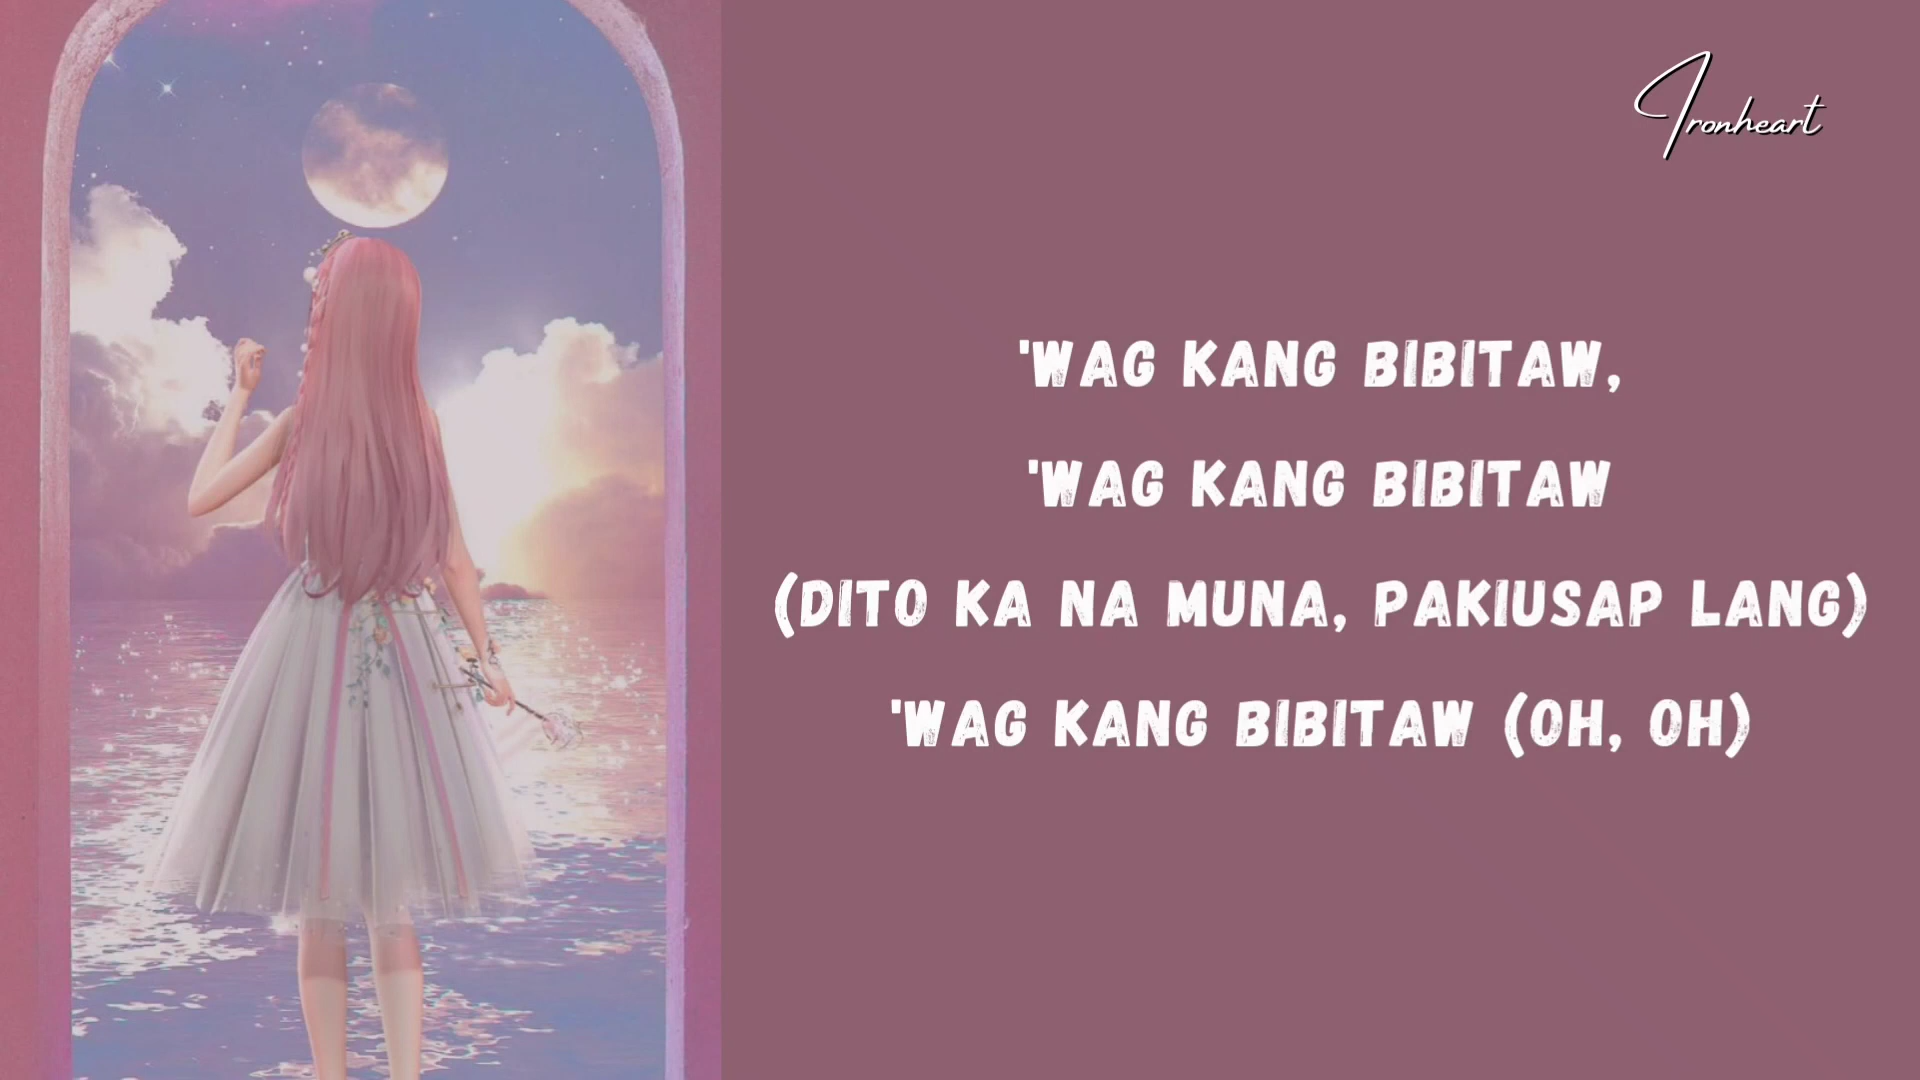 Ironheart
'WAG KANG BIBITAW,
'WAG KANG BIBITAW
(DITO KA NA MUNA, PAKIUSAP LANG)
'WAG KANG BIBITAW (OH, OH)